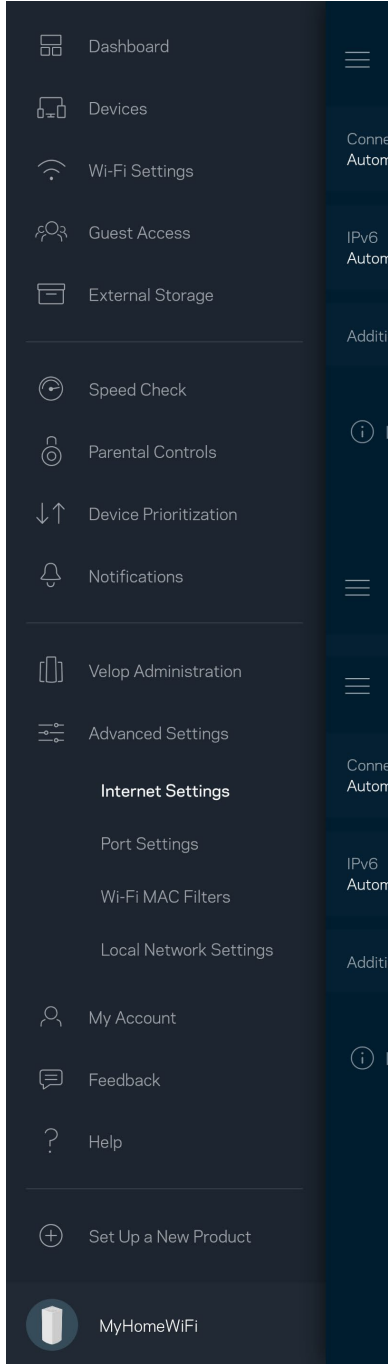 Dashboard
Devices
Wi-Fi Settings
Guest Access
External Storage
Speed Check
Parental Controls
Device Prioritization
Notifications
Velop Administration
Advanced Settings
Internet Settings
Port Settings
Wi-Fi MAC Filters
Local Network Settings
My Account
Feedback
Help
Set Up a New Product
MyHomeWiFi
Conne
Autom
IPv6
Autom
Additi
Conne
Autom
IPv6
Autom
Additi